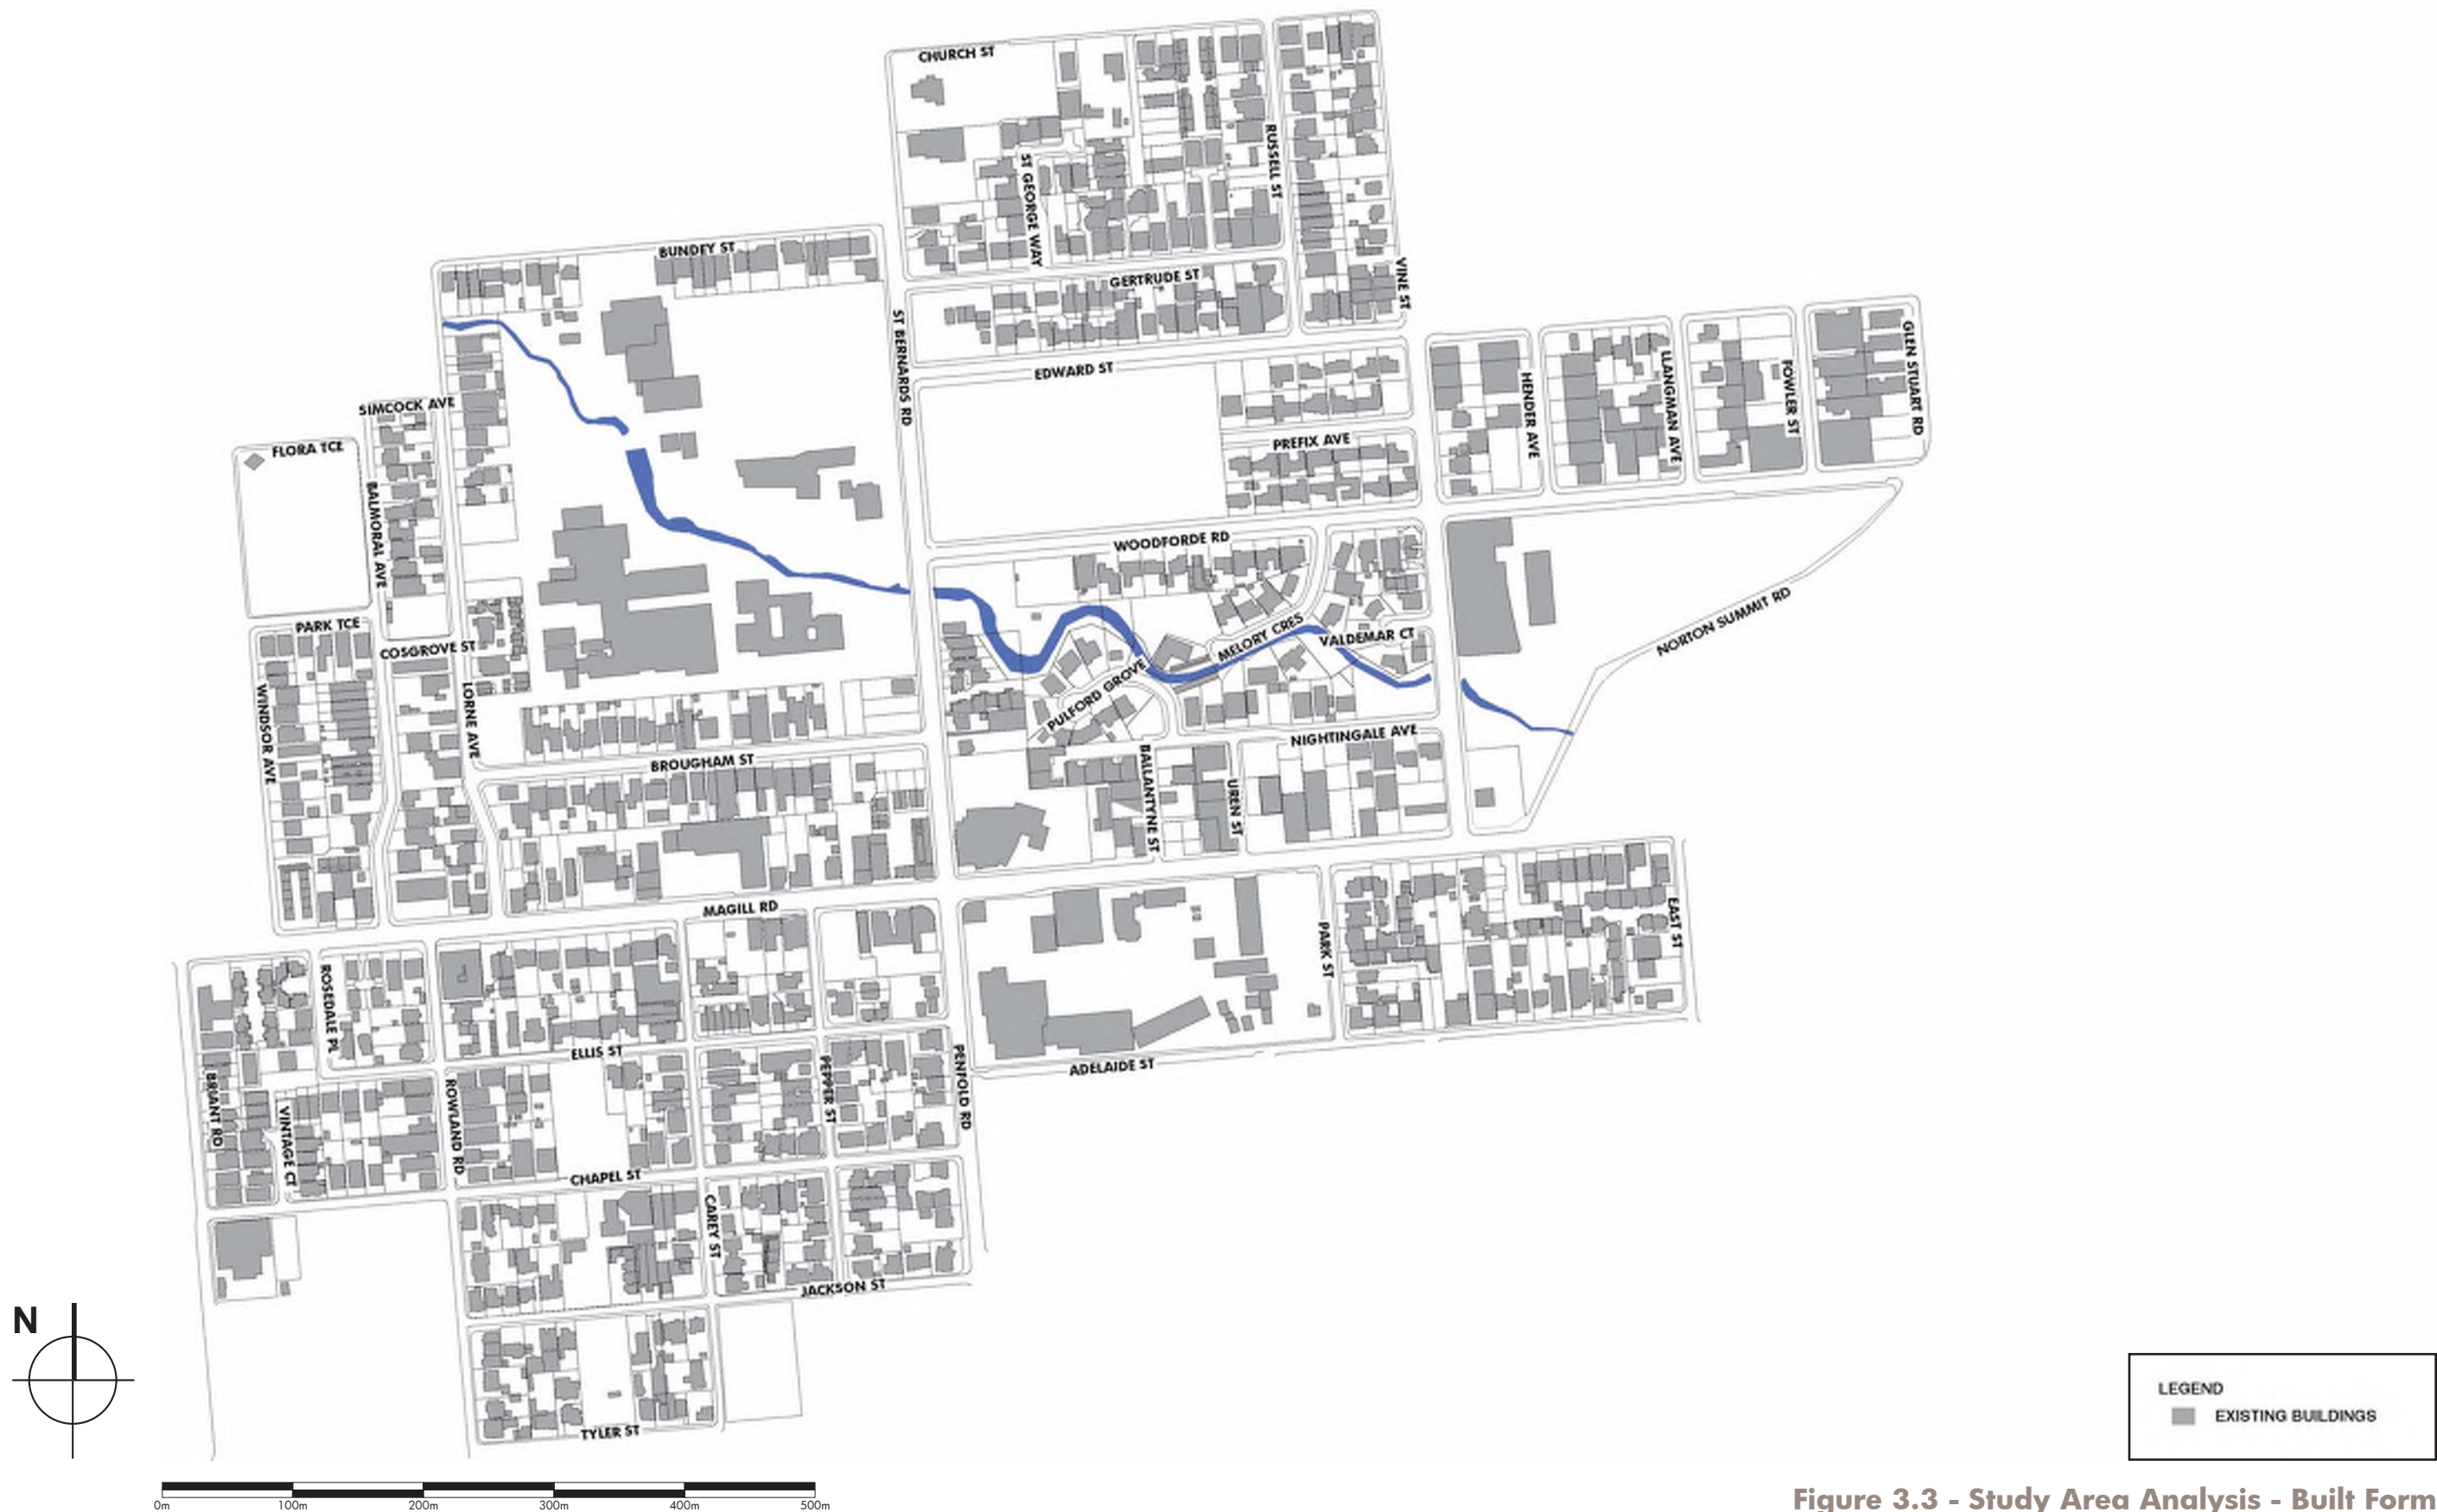 CHURCH ST
RUSSELL ST
ST GEORGE WAY
BUNDEY ST
GERTRUDE ST
VINE ST
ST BERNARDS RD
EDWARD ST
HENDER AVE
LLANGMAN AVE
FOWLER ST
GLEN STUART RD
SIMCOCK AVE
FLORA TCE
PREFIX AVE
BALMORAL AVE
WOODFORDE RD
PARK TCE
COSGROVE ST
MELORY CRES
VALDEMAR CT
NORTON SUMMIT RD
WINDSOR AVE
LORNE AVE
PULFORD GROVE
BROUGHAM ST
BALLANTYNE ST
UREN ST
NIGHTINGALE AVE
MAGILL RD
PARK ST
EAST ST
ROSEDALE PL
ELLIS ST
PEPPER ST
PENFOLD RD
ADELAIDE ST
BRIANT RD
VINTAGE CT
ROWLAND RD
CHAPEL ST
CAREY ST
JACKSON ST
TYLER ST
N
LEGEND
EXISTING BUILDINGS
0m 100m 200m 300m 400m 500m
Figure 3.3 - Study Area Analysis - Built Form